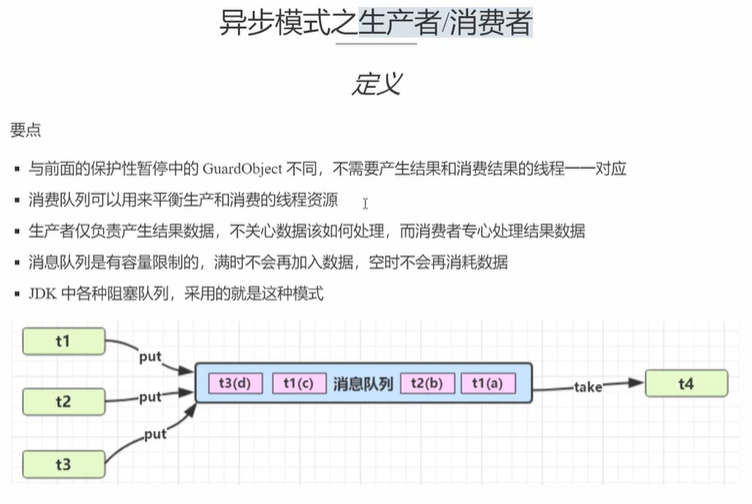 异步模式之生产者/消费者
定义
要点
▪ 与前面的保护性暂停中的 GuardObject 不同，不需要产生结果和消费结果的线程一一对应
▪ 消费队列可以用来平衡生产和消费的线程资源
▪ 生产者仅负责产生结果数据，不关心数据该如何处理，而消费者专心处理结果数据
▪ 消息队列是有容量限制的，满时不会再加入数据，空时不会再消耗数据
▪ JDK 中各种阻塞队列，采用的就是这种模式
t1
put
t3(d) t1(c) 消息队列 t2(b) t1(a)
t2
put
take
t4
put
t3